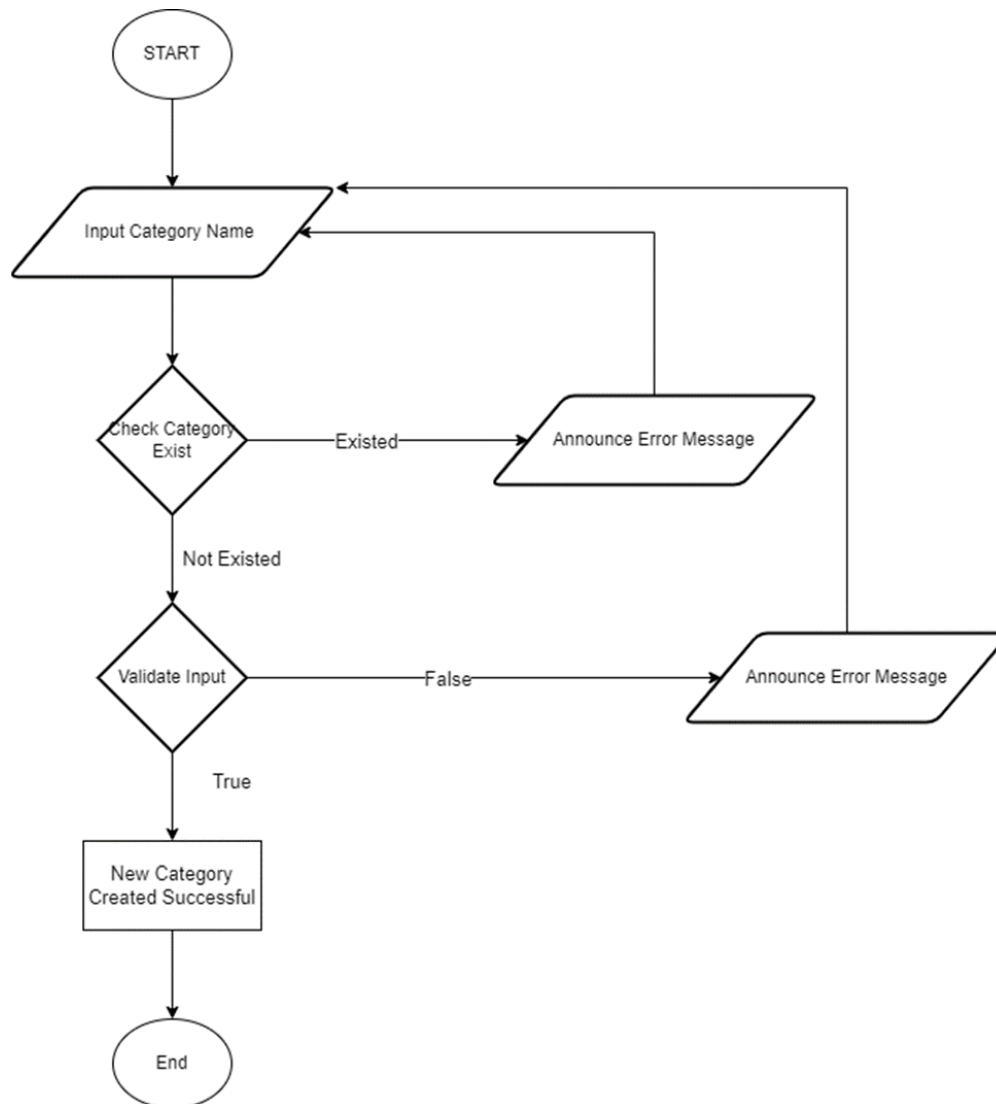 START
Input Category Name
Check Category
Exist
Existed
Announce Error Message
Not Existed
Validate Input
False
Announce Error Message
True
New Category
Created Successful
End